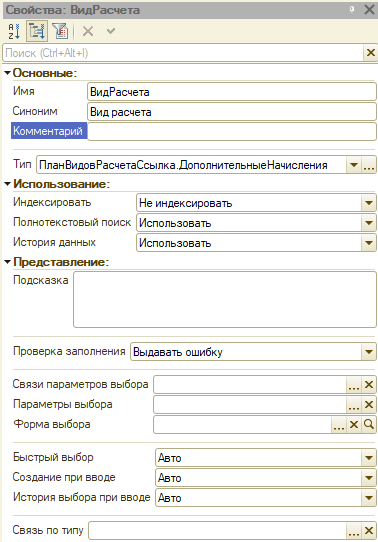 Свойства: ВидРасчета
Поиск (Ctrl+Alt+I)
Основные:
Имя ВидРасчета
Синоним Вид расчета
Комментарий
Тип ПланВидовРасчетаСсылка.ДополнительныеНачисления
Использование:
Индексировать Не индексировать
Полнотекстовый поиск Использовать
История данных Использовать
Представление:
Подсказка
Проверка заполнения Выдавать ошибку
Связи параметров выбора
Параметры выбора
Форма выбора
Быстрый выбор Авто
Создание при вводе Авто
История выбора при вводе Авто
Связь по типу